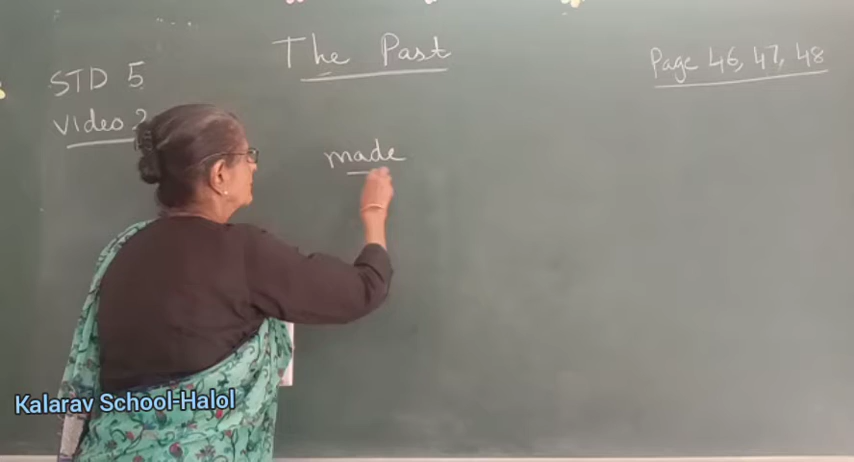 The Past
STD 5
Page 46, 47, 48
Video 2
made
Kalarav School-Halol